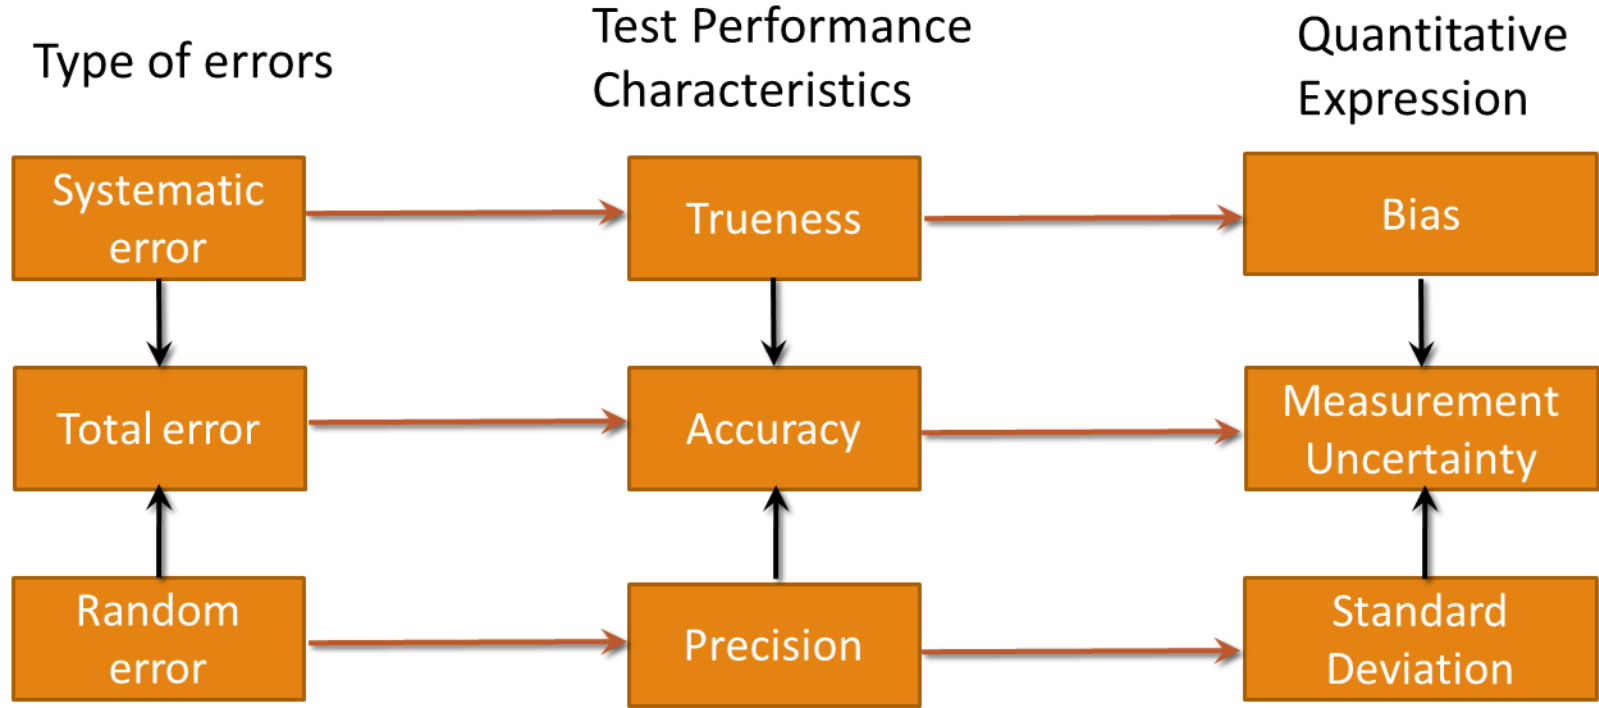 Type of errors
Test Performance
Characteristics
Quantitative
Expression
Systematic
error
Trueness
Bias
Total error
Accuracy
Measurement
Uncertainty
Random
error
Precision
Standard
Deviation